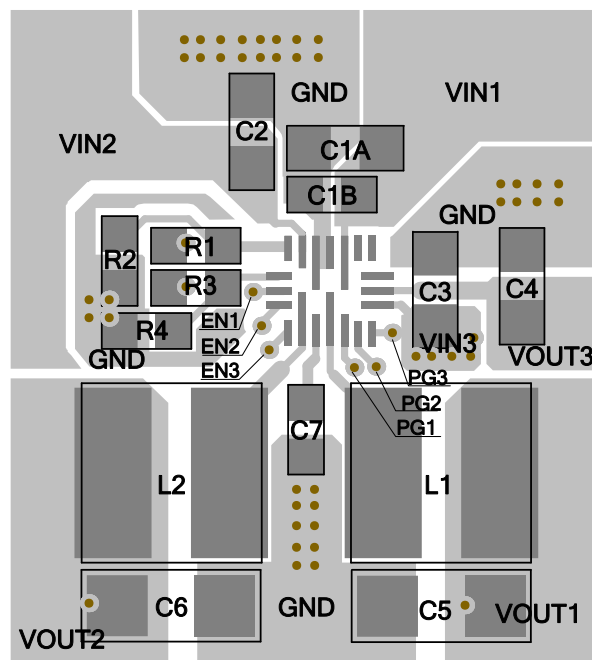 GND
VIN1
C2
VIN2
C1A
C1B
GND
R1
R2
R3
C3
C4
EN1
R4
EN2
VIN3
GND
EN3
VOUT3
PG3
PG2
C7
PG1
L2
L1
C6
GND
C5
VOUT1
VOUT2